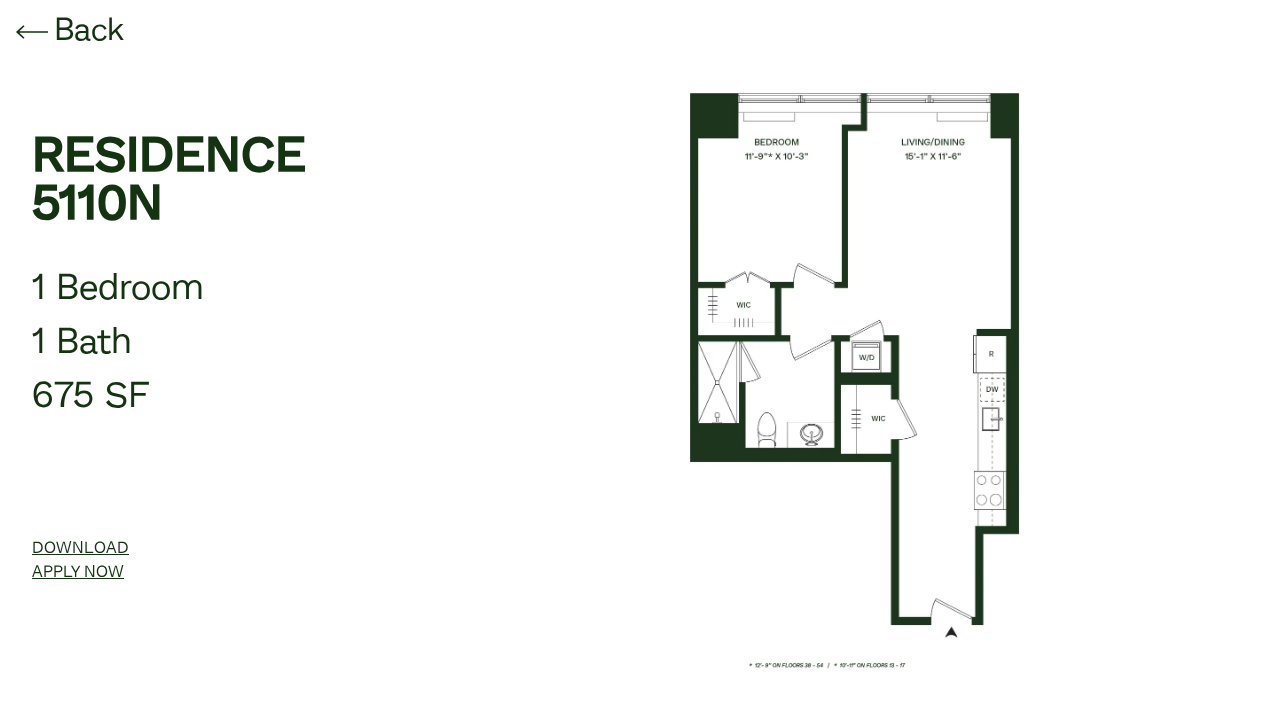 Back
RESIDENCE
5110N
1 Bedroom
1 Bath
675 SF
DOWNLOAD
APPLY NOW
BEDROOM
11'-9"* X 10'-3"
LIVING/DINING
15'-1" X 11'-6"
WIC
W/D
R
DW
WIC
* 12'- 9" ON FLOORS 38 - 54 | * 10'-11" ON FLOORS 13 - 17